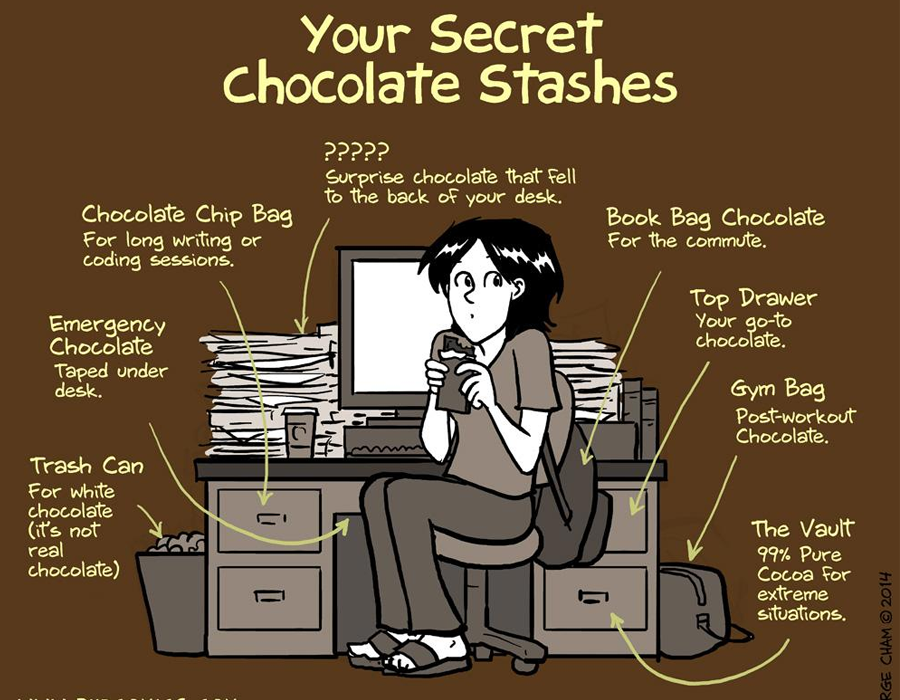 Your Secret
Chocolate Stashes
?????
Surprise chocolate that fell
to the back of your desk.
Chocolate Chip Bag
For long writing or
coding sessions.
Book Bag Chocolate
For the commute.
Emergency
Chocolate
Taped under
desk.
Top Drawer
Your go-to
chocolate.
Gym Bag
Post-workout
Chocolate.
Trash Can
For white
chocolate
(it's not
real
chocolate)
The Vault
99% Pure
Cocoa for
extreme
situations.
CHAM © 2014